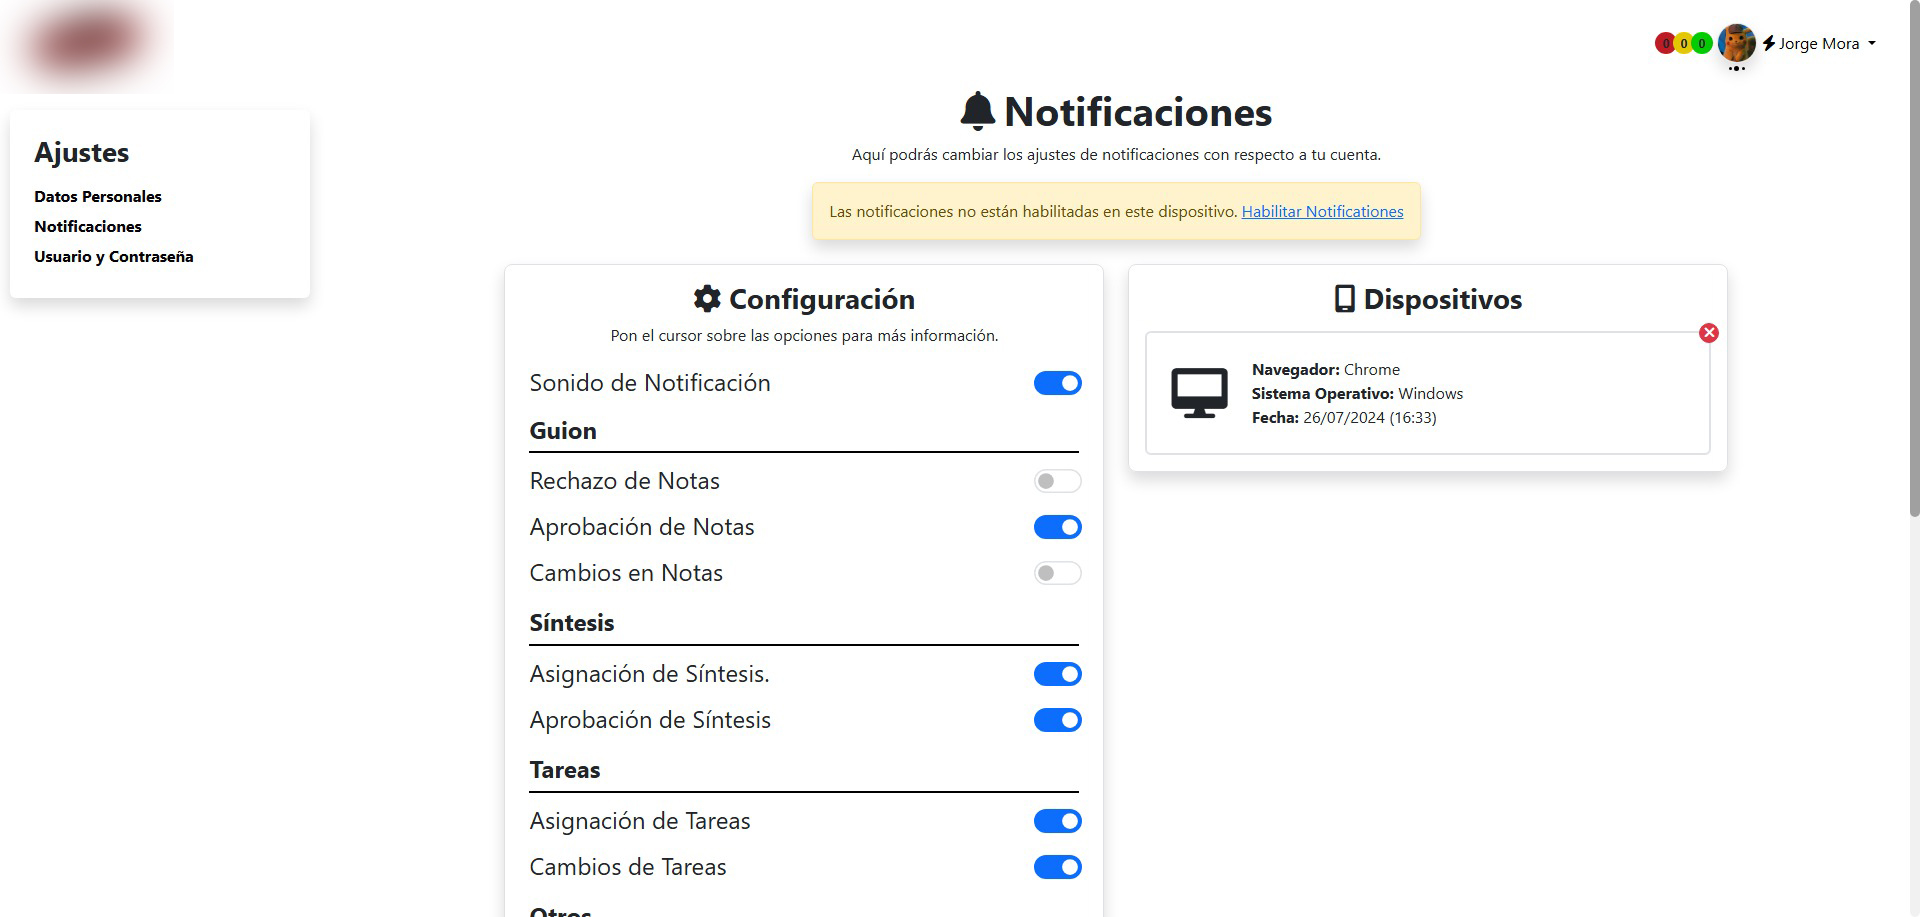 0 0 0 Jorge Mora
Ajustes
Datos Personales
Notificaciones
Usuario y Contraseña
Notificaciones
Aquí podrás cambiar los ajustes de notificaciones con respecto a tu cuenta.
Las notificaciones no están habilitadas en este dispositivo. Habilitar Notificationes
Configuración
Pon el cursor sobre las opciones para más información.
Sonido de Notificación
Guion
Rechazo de Notas
Aprobación de Notas
Cambios en Notas
Síntesis
Asignación de Síntesis.
Aprobación de Síntesis
Tareas
Asignación de Tareas
Cambios de Tareas
Otros
Dispositivos
Navegador: Chrome
Sistema Operativo: Windows
Fecha: 26/07/2024 (16:33)